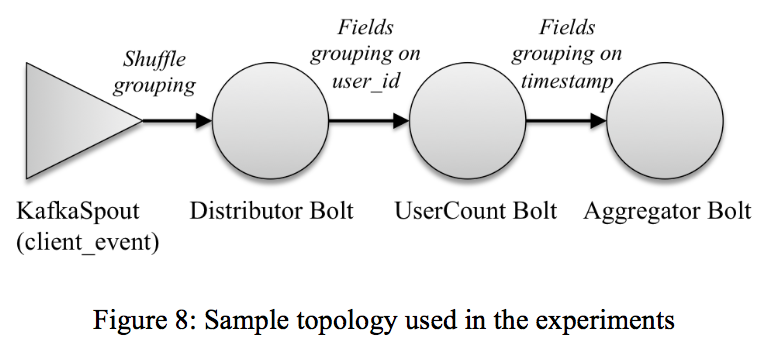 Shuffle
grouping
Fields
grouping on
user_id
Fields
grouping on
timestamp
KafkaSpout
(client_event)
Distributor Bolt
UserCount Bolt
Aggregator Bolt
Figure 8: Sample topology used in the experiments